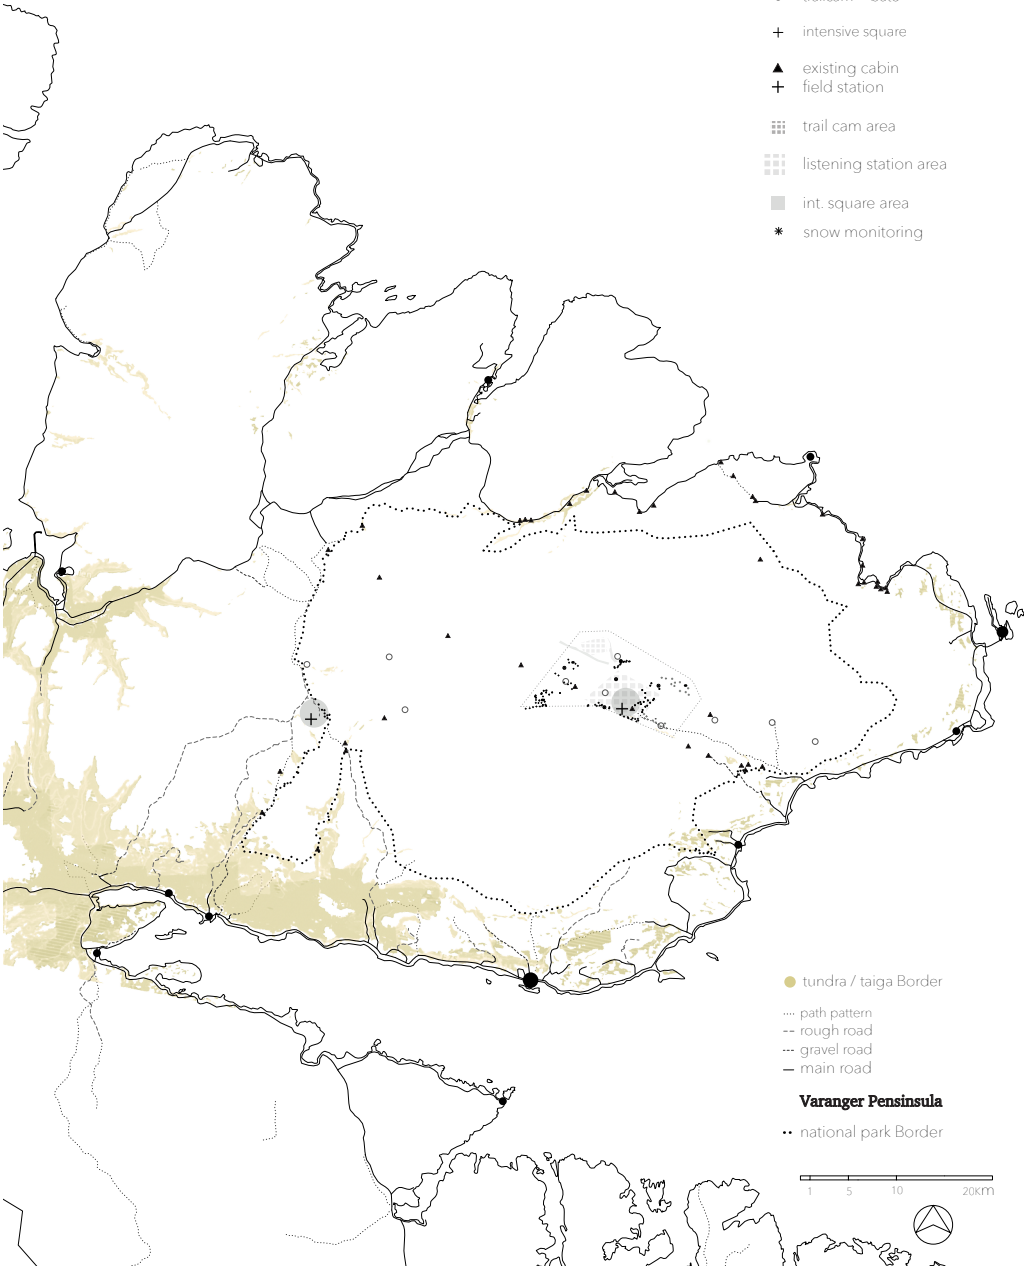 intensive square
existing cabin
field station
trail cam area
listening station area
int. square area
snow monitoring
tundra / taiga Border
path pattern
rough road
gravel road
main road
Varanger Pensinsula
national park Border
1 5 10 20km